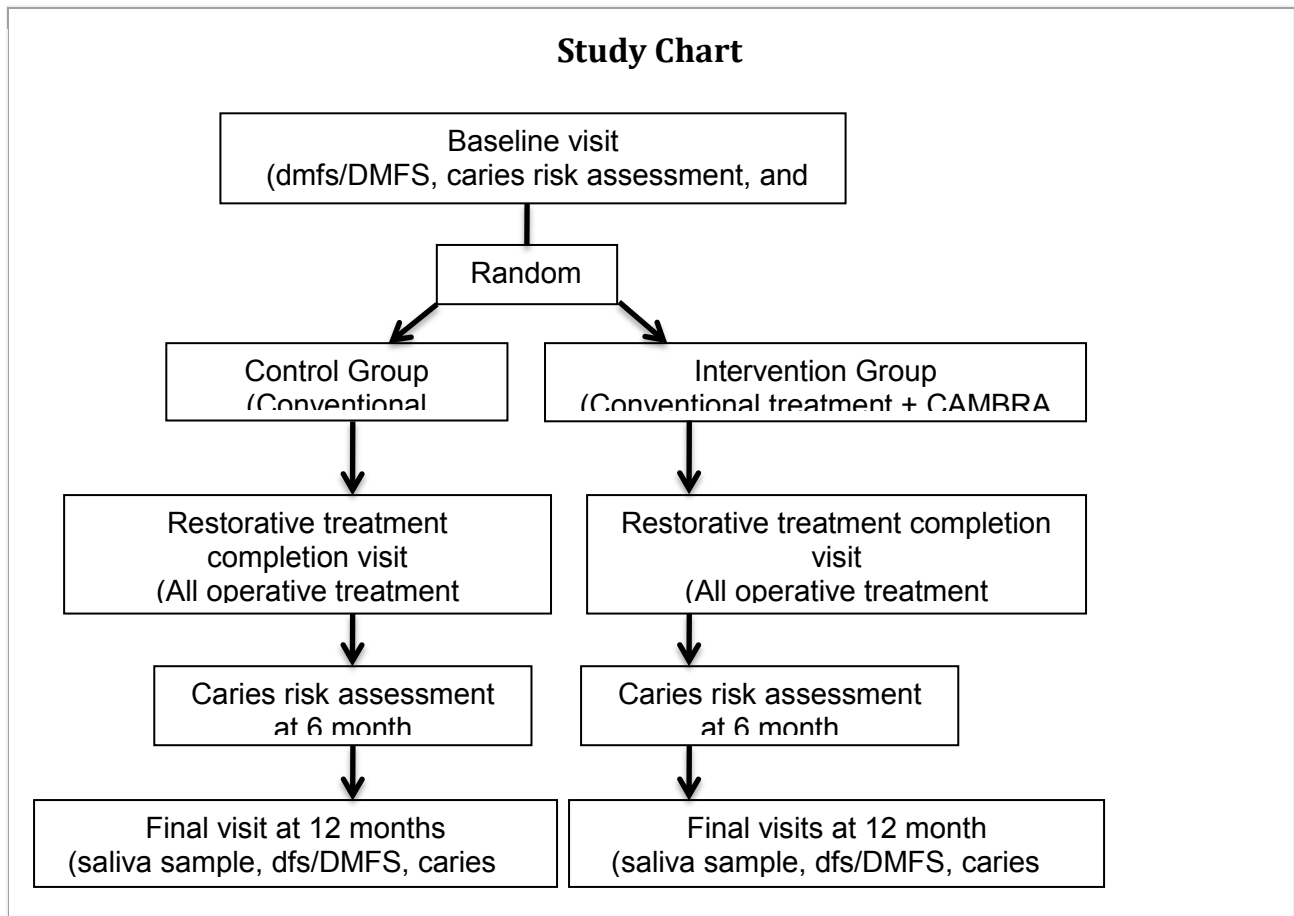 Study Chart
Baseline visit
(dmfs/DMFS, caries risk assessment, and
Random
Control Group
(Conventional
Intervention Group
(Conventional treatment + CAMBRA
Restorative treatment
completion visit
(All operative treatment
Restorative treatment completion
visit
(All operative treatment
Caries risk assessment
at 6 month
Caries risk assessment
at 6 month
Final visit at 12 months
(saliva sample, dfs/DMFS, caries
Final visits at 12 month
(saliva sample, dfs/DMFS, caries